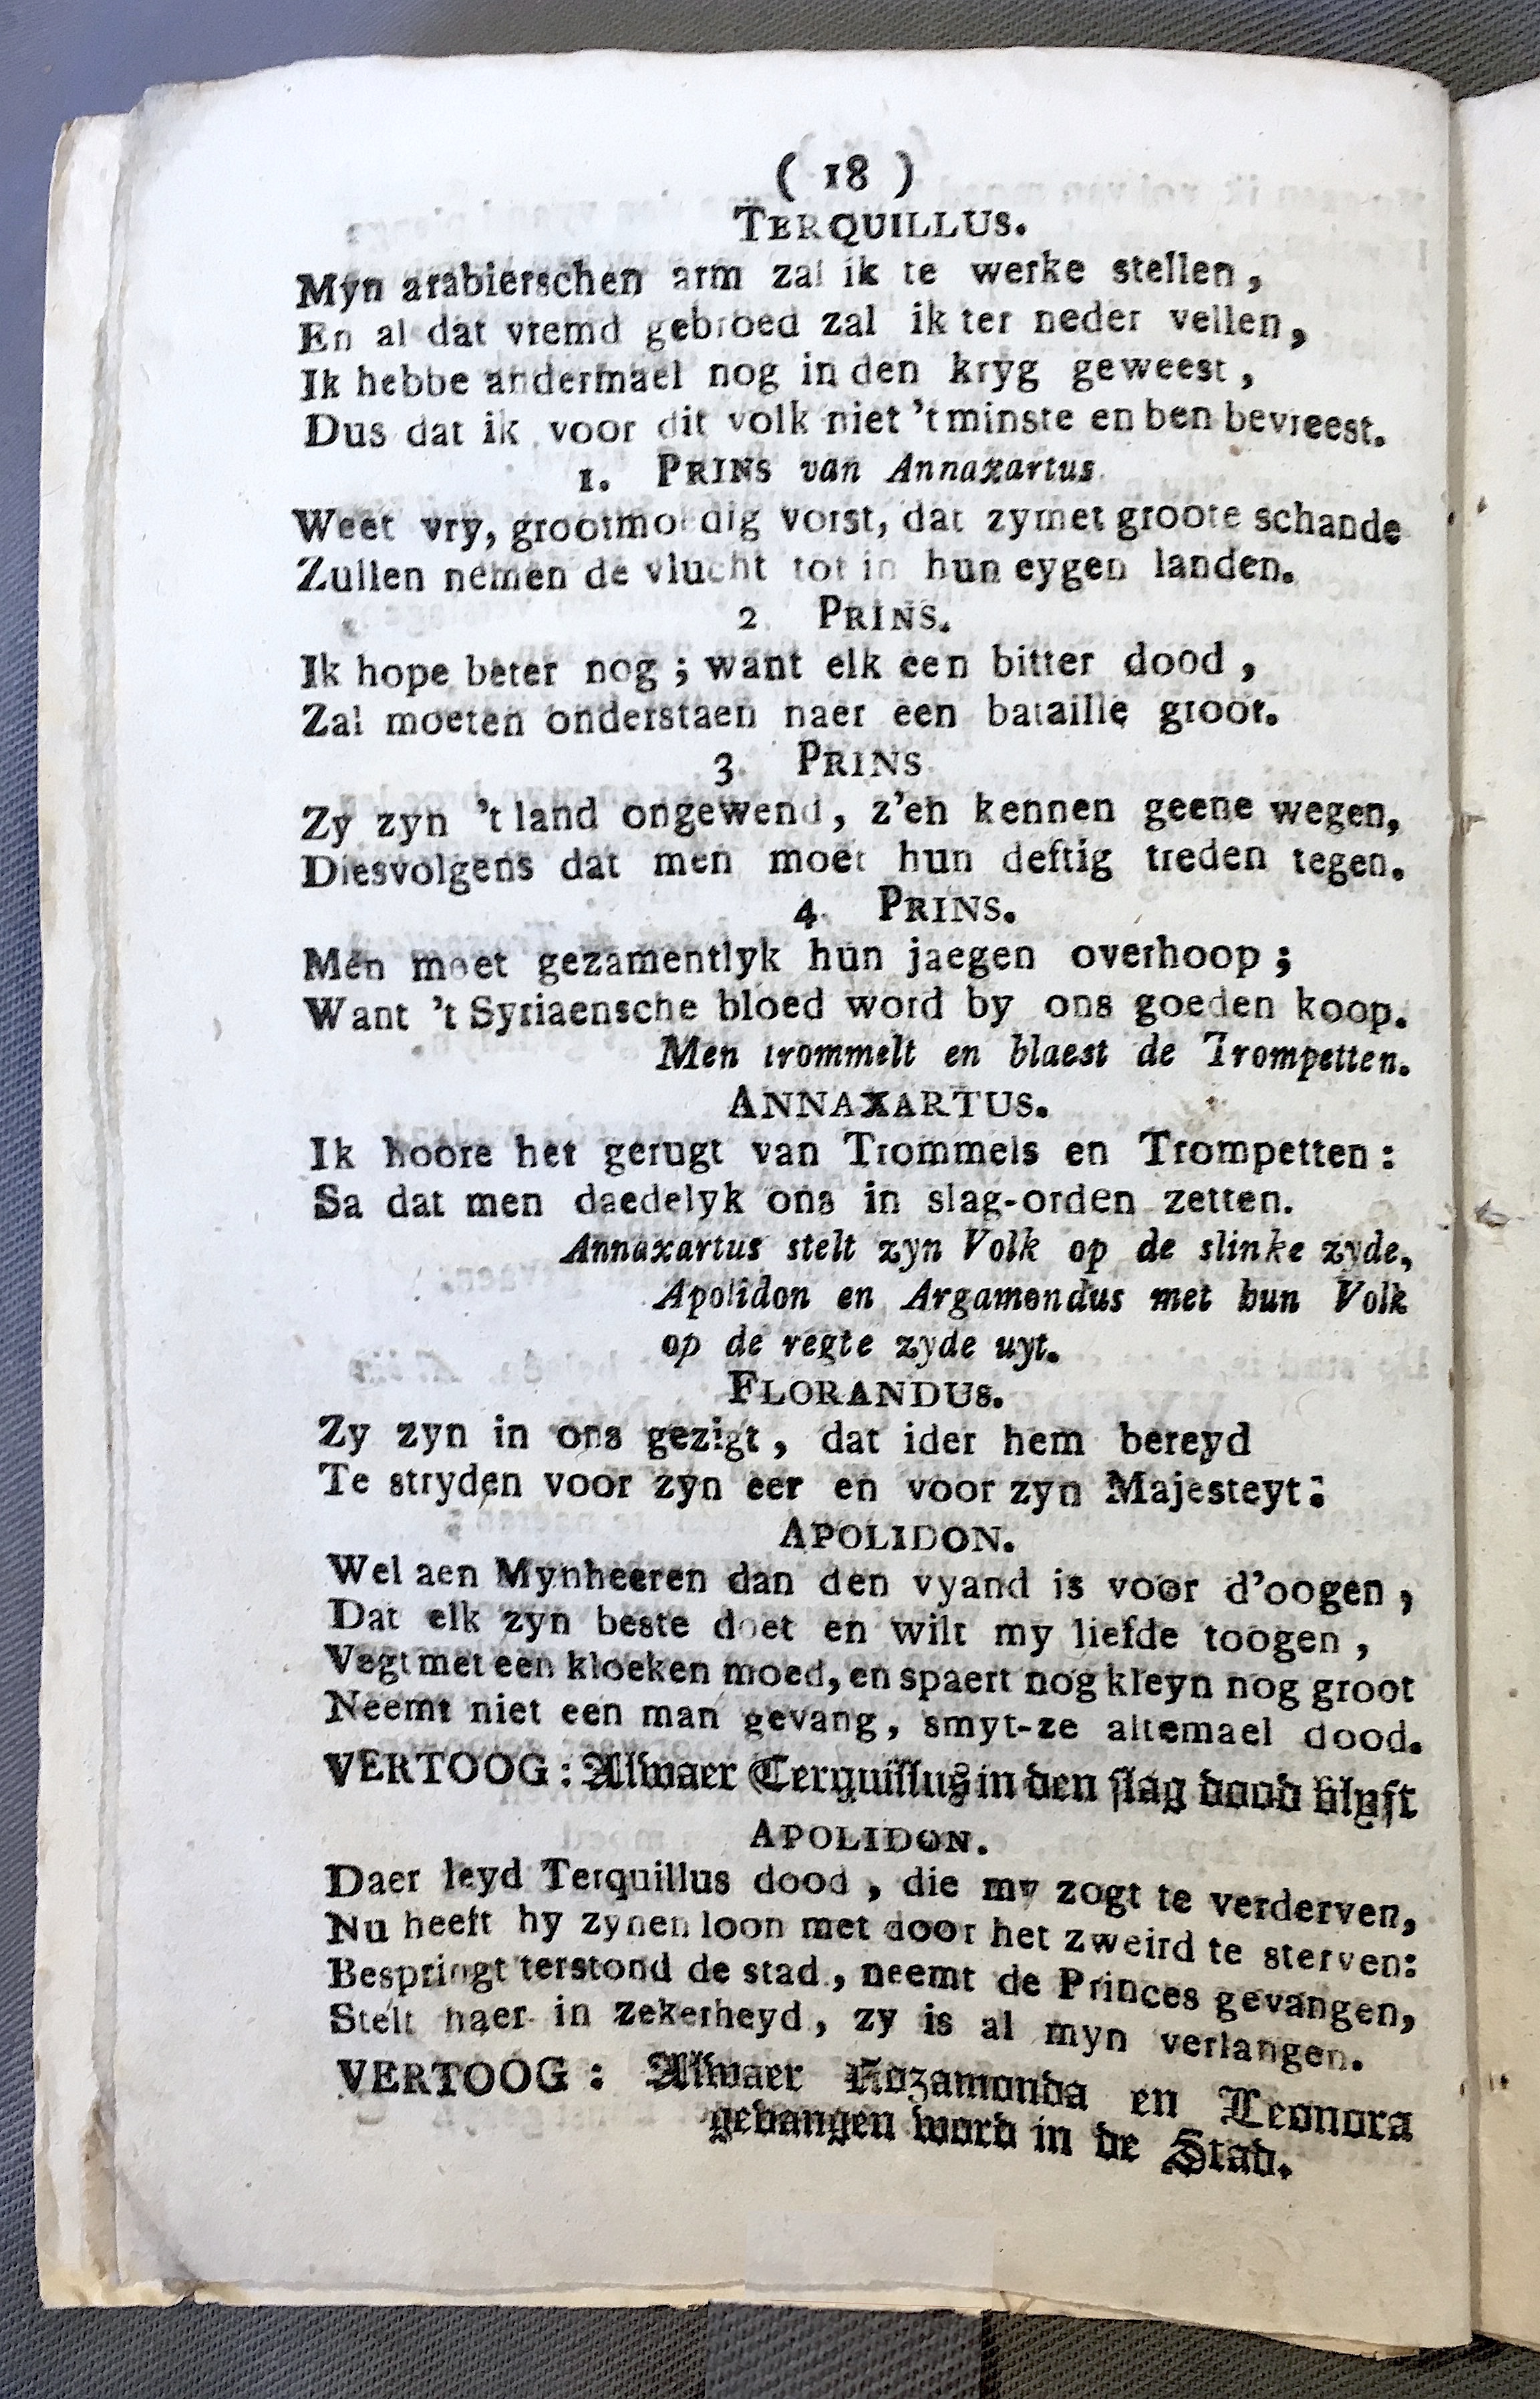 ( 18 )
TERQUILLUS.
Myn arabierschen arm zal ik te werke stellen,
En al dat vremd gebroed zal ik ter neder vellen,
Ik hebbe andermael nog in den kryg geweest,
Dus dat ik voor dit volk niet 't minste en ben bevreest.
1. PRINS van Annaxartus.
Weet vry, grootmoedig vorst, dat zy met groote schande
Zullen nemen de vlucht tot in hun eygen landen.
2. PRINS.
Ik hope beter nog; want elk een bitter dood,
Zal moeten onderstaen naer een bataille groot.
3. PRINS
Zy zyn 't land ongewend, z'en kennen geene wegen,
Diesvolgens dat men moet hun deftig treden tegen.
4. PRINS.
Men moet gezamentlyk hun jaegen overhoop;
Want 't Syriaensche bloed word by ons goeden koop.
Men trommelt en blaest de Trompetten.
ANNAXARTUS.
Ik hoore het gerugt van Trommels en Trompetten:
Sa dat men daedelyk ons in slag-orden zetten.
Annaxartus stelt zyn Volk op de slinke zyde,
Apolidon en Argamondus met hun Volk
op de regte zyde uyt.
FLORANDUS.
Zy zyn in ons gezigt, dat ider hem bereyd
Te stryden voor zyn eer en voor zyn Majesteyt:
APOLIDON.
Wel aen Mynheeren dan den vyand is voor d'oogen,
Dat elk zyn beste doet en wilt my liefde toogen,
Vegt met een kloeken moed, en spaert nog kleyn nog groot
Neemt niet een man gevang, smyt-ze altemael dood.
VERTOOG: Alwaer Terquillus in den slag dood blyft
APOLIDON.
Daer leyd Terquillus dood, die my zogt te verderven,
Nu heeft hy zynen loon met door het zweird te sterven:
Bespringt terstond de stad, neemt de Princes gevangen,
Stelt haer in zekerheyd, zy is al myn verlangen.
VERTOOG: Alwaer Rozamonda en Leonora
gevangen word in de Stad.